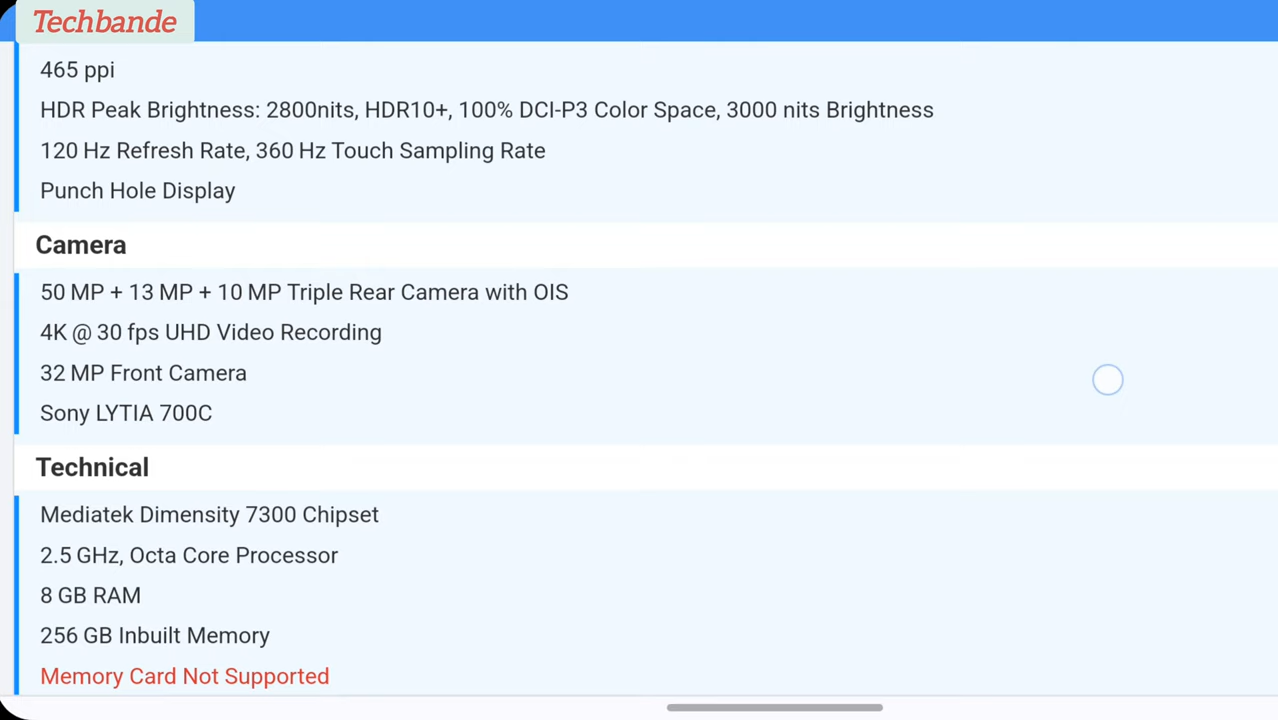 Techbande
465 ppi
HDR Peak Brightness: 2800nits, HDR10+, 100% DCI-P3 Color Space, 3000 nits Brightness
120 Hz Refresh Rate, 360 Hz Touch Sampling Rate
Punch Hole Display
Camera
50 MP + 13 MP + 10 MP Triple Rear Camera with OIS
4K @ 30 fps UHD Video Recording
32 MP Front Camera
Sony LYTIA 700C
Technical
Mediatek Dimensity 7300 Chipset
2.5 GHz, Octa Core Processor
8 GB RAM
256 GB Inbuilt Memory
Memory Card Not Supported